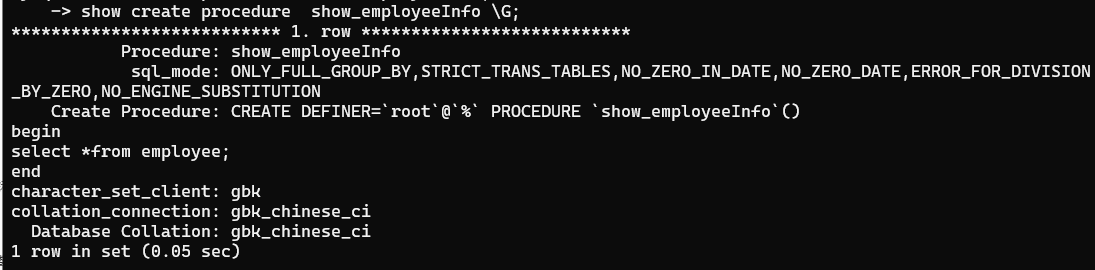 -> show create procedure  show_employeeInfo \G;
*************************** 1. row ***************************
Procedure: show_employeeInfo
sql_mode: ONLY_FULL_GROUP_BY,STRICT_TRANS_TABLES,NO_ZERO_IN_DATE,NO_ZERO_DATE,ERROR_FOR_DIVISION
_BY_ZERO,NO_ENGINE_SUBSTITUTION
Create Procedure: CREATE DEFINER=`root`@`%` PROCEDURE `show_employeeInfo`()
begin
select *from employee;
end
character_set_client: gbk
collation_connection: gbk_chinese_ci
Database Collation: gbk_chinese_ci
1 row in set (0.05 sec)